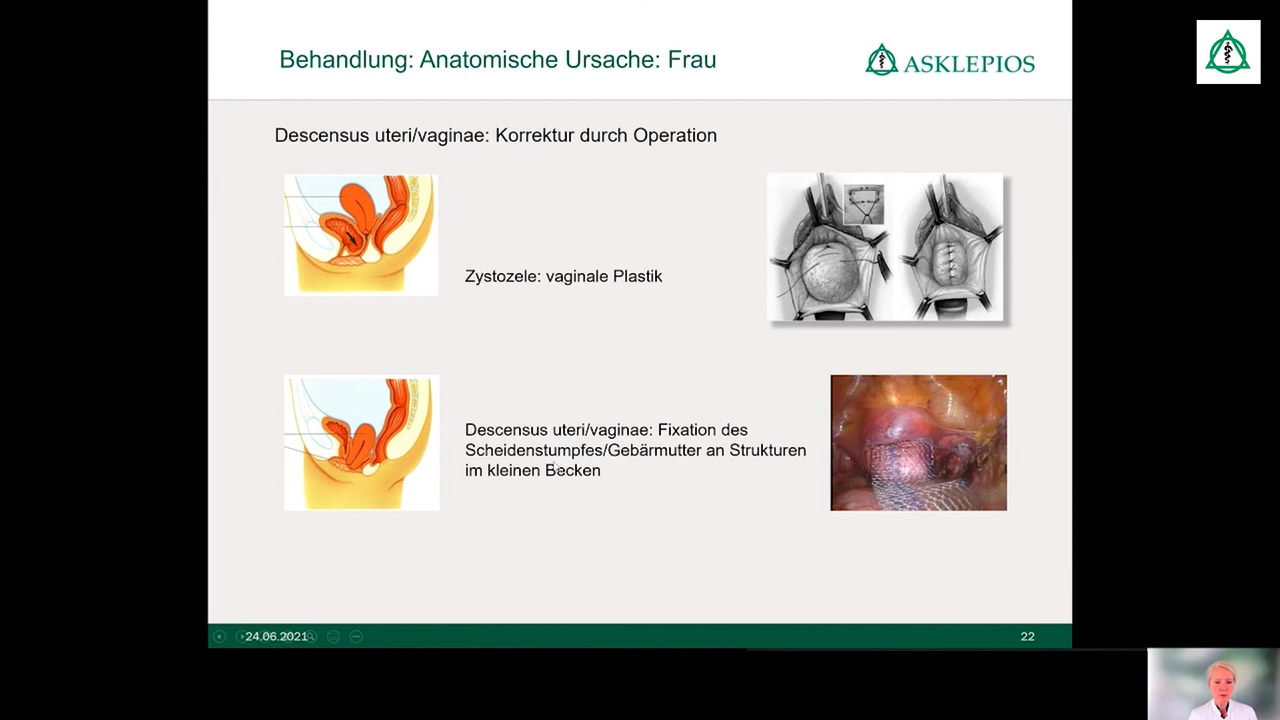 Behandlung: Anatomische Ursache: Frau
ASKLEPIOS
Descensus uteri/vaginae: Korrektur durch Operation
Zystozele: vaginale Plastik
Descensus uteri/vaginae: Fixation des
Scheidenstumpfes/Gebärmutter an Strukturen
im kleinen Becken
24.06.2021
22